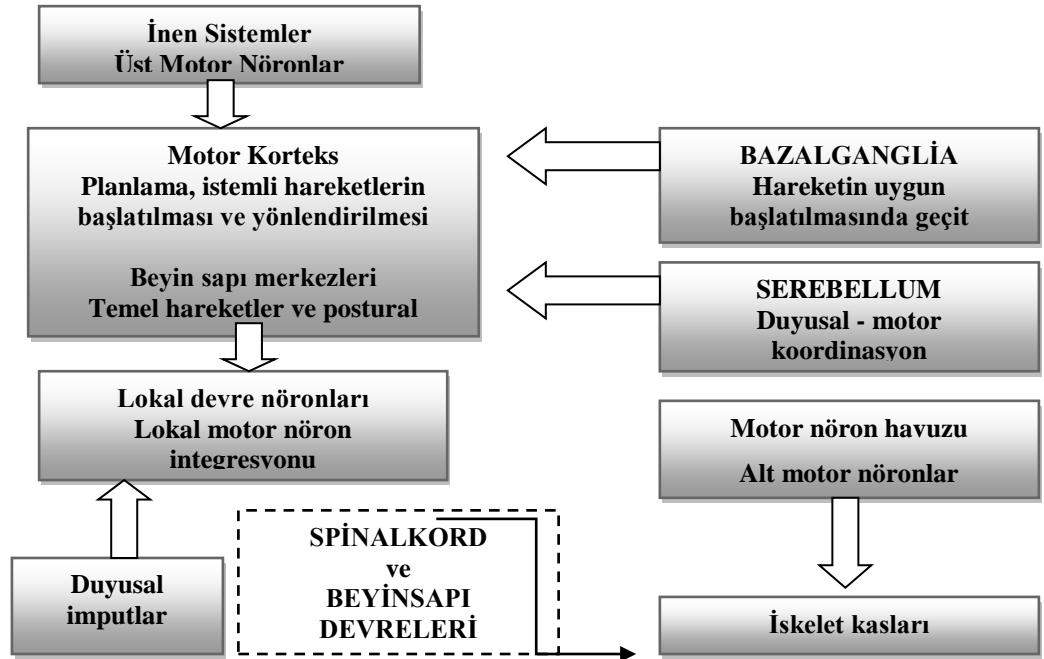 İnen Sistemler
Üst Motor Nöronlar
Motor Korteks
Planlama, istemli hareketlerin
başlatılması ve yönlendirilmesi
Beyin sapı merkezleri
Temel hareketler ve postural
BAZALGANGLİA
Hareketin uygun
başlatılmasında geçit
SEREBELLUM
Duyusal - motor
koordinasyon
Lokal devre nöronları
Lokal motor nöron
integresyonu
Motor nöron havuzu
Alt motor nöronlar
Duyusal
imputlar
SPİNALKORD
ve
BEYİNSAPI
DEVRELERİ
İskelet kasları